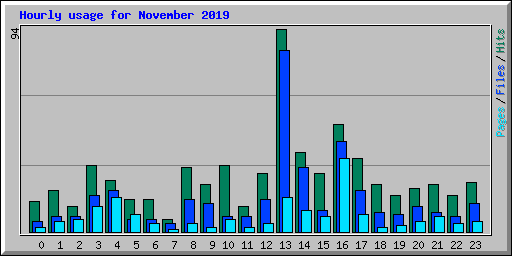 Hourly usage for November 2019
94
Pages/Files/Hits
0 1 2 3 4 5 6 7 8 9 10 11 12 13 14 15 16 17 18 19 20 21 22 23